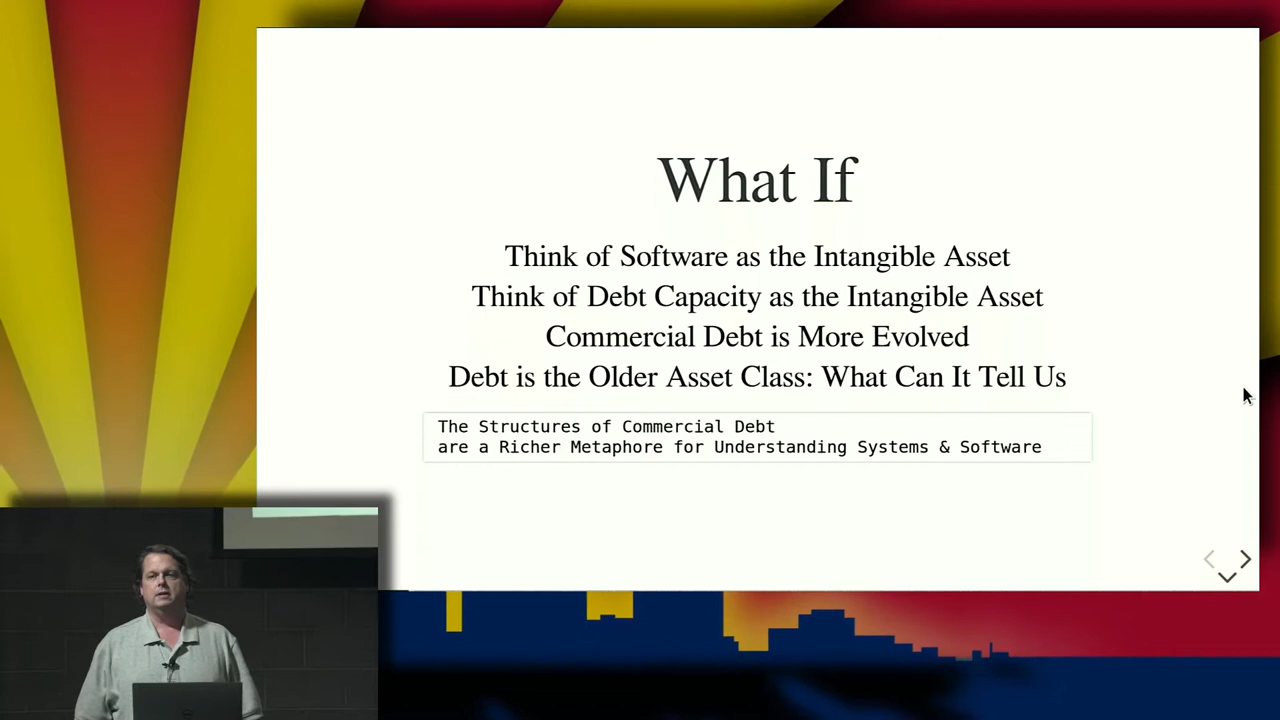 What If
Think of Software as the Intangible Asset
Think of Debt Capacity as the Intangible Asset
Commercial Debt is More Evolved
Debt is the Older Asset Class: What Can It Tell Us
The Structures of Commercial Debt
are a Richer Metaphore for Understanding Systems & Software